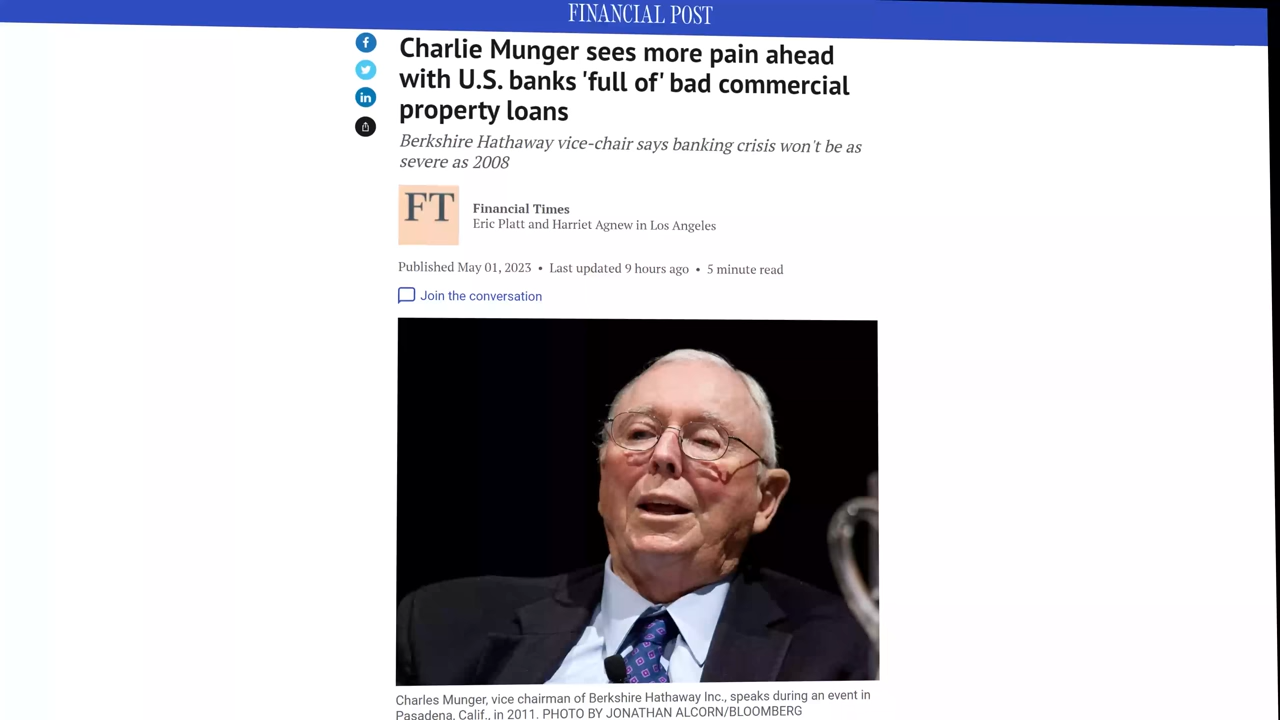 FINANCIAL POST
Charlie Munger sees more pain ahead
with U.S. banks 'full of' bad commercial
property loans
Berkshire Hathaway vice-chair says banking crisis won't be as
severe as 2008
FT
Financial Times
Eric Platt and Harriet Agnew in Los Angeles
Published May 01, 2023 • Last updated 9 hours ago • 5 minute read
Join the conversation
Charles Munger, vice chairman of Berkshire Hathaway Inc., speaks during an event in
Pasadena, Calif., in 2011. PHOTO BY JONATHAN ALCORN/BLOOMBERG